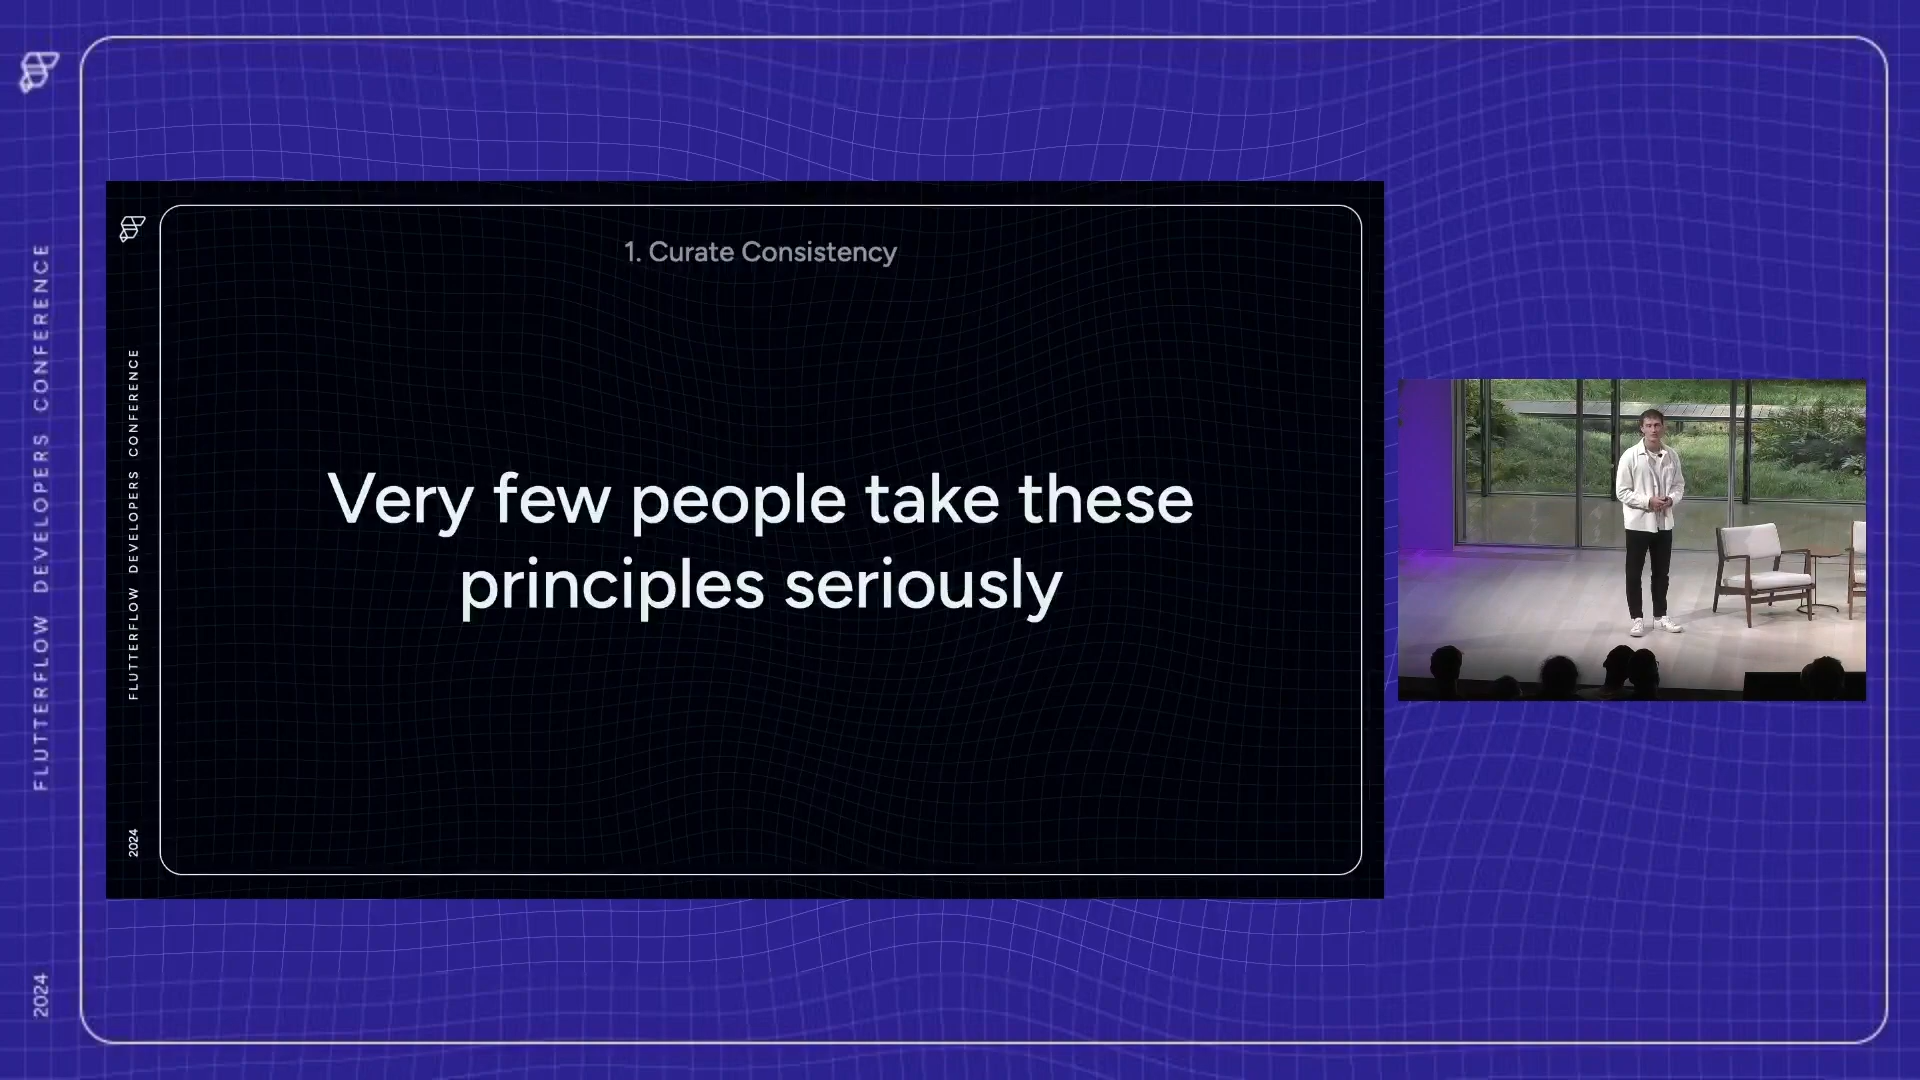 FLUTTERFLOW DEVELOPERS CONFERENCE
2024
FLUTTERFLOW DEVELOPERS CONFERENCE
2024
1. Curate Consistency
Very few people take these
principles seriously